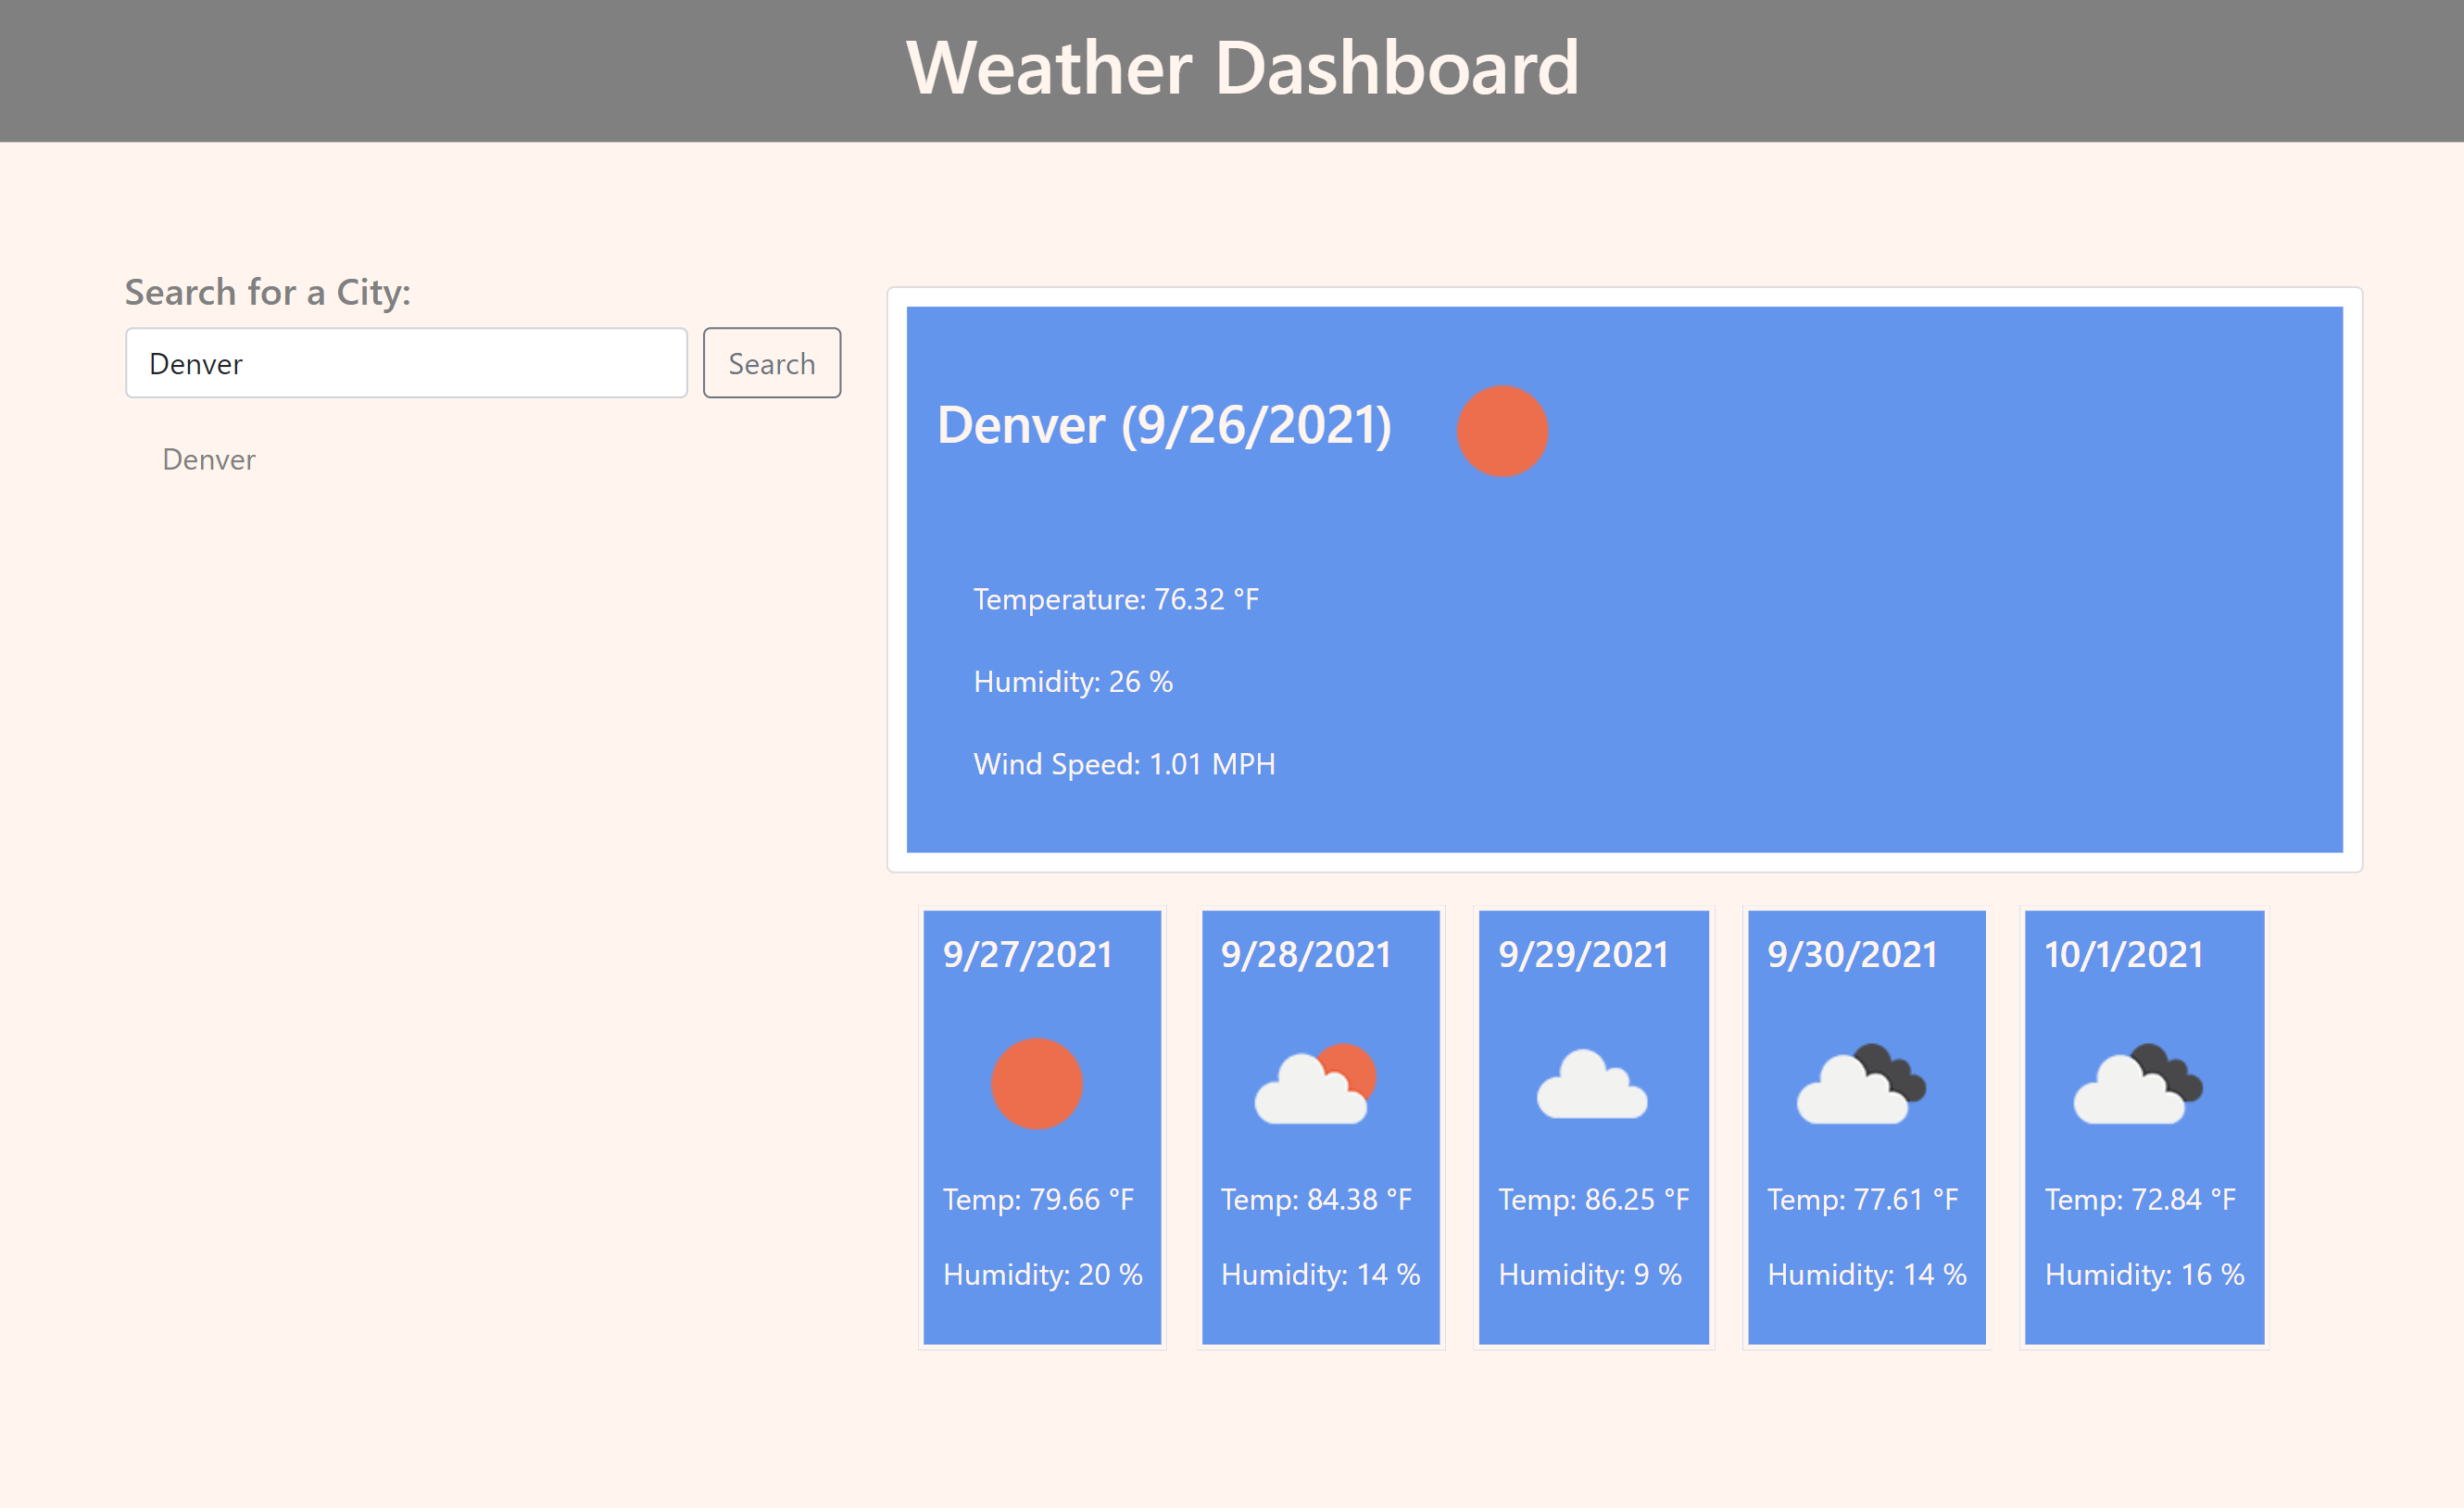 Weather Dashboard
Search for a City:
Denver
Search
Denver
Denver (9/26/2021)
Temperature: 76.32 °F
Humidity: 26 %
Wind Speed: 1.01 MPH
9/27/2021
Temp: 79.66 °F
Humidity: 20 %
9/28/2021
Temp: 84.38 °F
Humidity: 14 %
9/29/2021
Temp: 86.25 °F
Humidity: 9 %
9/30/2021
Temp: 77.61 °F
Humidity: 14 %
10/1/2021
Temp: 72.84 °F
Humidity: 16 %